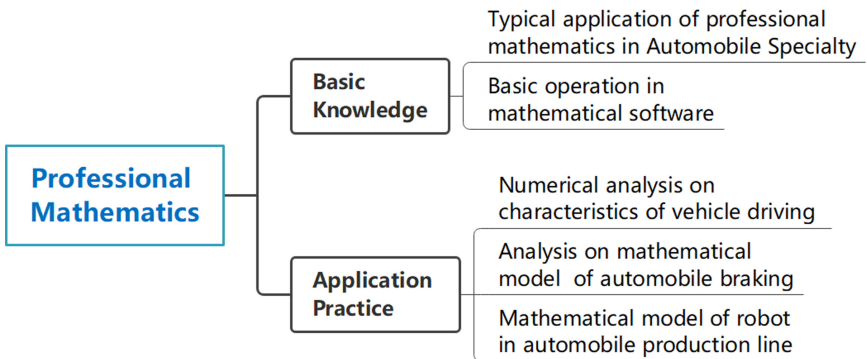 Professional
Mathematics
Basic
Knowledge
Typical application of professional
mathematics in Automobile Specialty
Basic operation in
mathematical software
Application
Practice
Numerical analysis on
characteristics of vehicle driving
Analysis on mathematical
model of automobile braking
Mathematical model of robot
in automobile production line